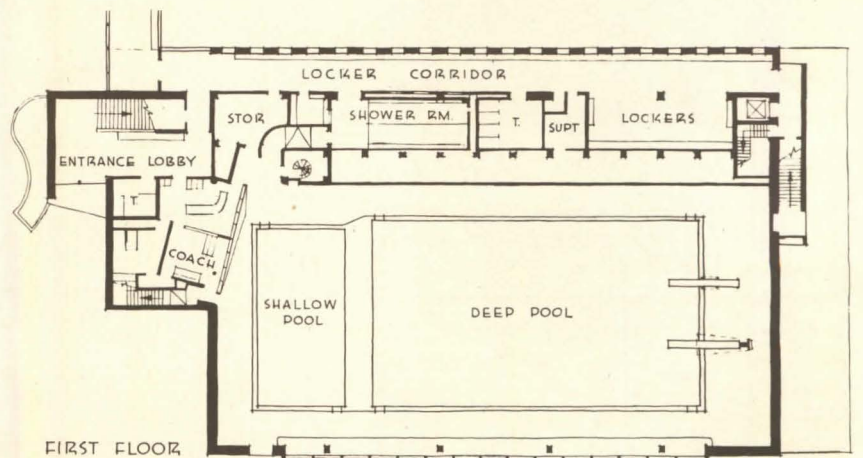 LOCKER CORRIDOR
STOR
SHOWER RM.
T.
SUPT
LOCKERS
ENTRANCE LOBBY
T.
COACH
SHALLOW
POOL
DEEP POOL
FIRST FLOOR